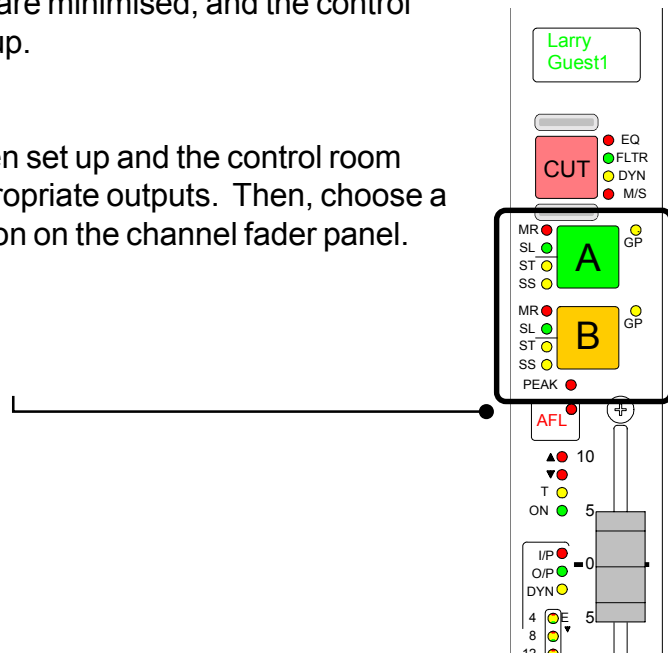 are minimised, and the control
up.
en set up and the control room
propriate outputs.  Then, choose a
on on the channel fader panel.
Larry
Guest1
CUT
EQ
FLTR
DYN
M/S
MR
SL
ST
SS
A
GP
MR
SL
ST
SS
B
GP
PEAK
AFL
10
T
ON 5
I/P
O/P 0
DYN
4 E 5
8
12